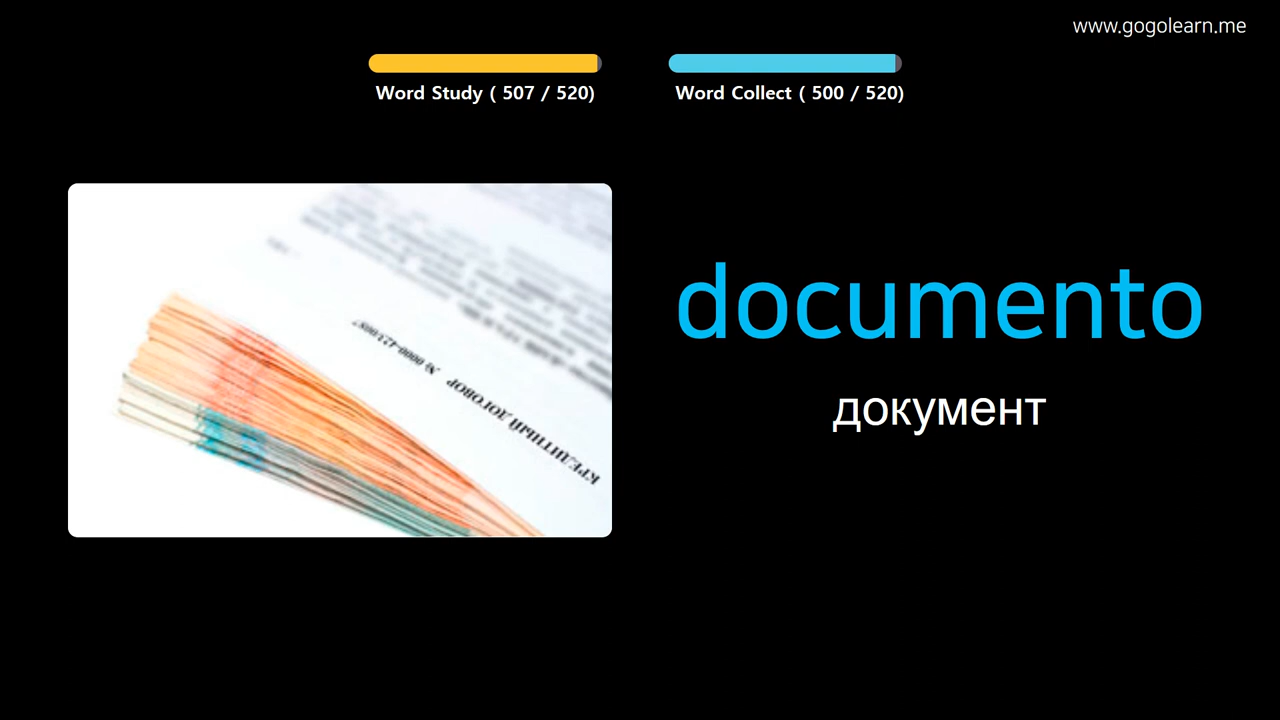 www.gogolearn.me
Word Study ( 507 / 520)
Word Collect ( 500 / 520)
documento
документ
КРЕДИТНЫЙ ДОГОВОР